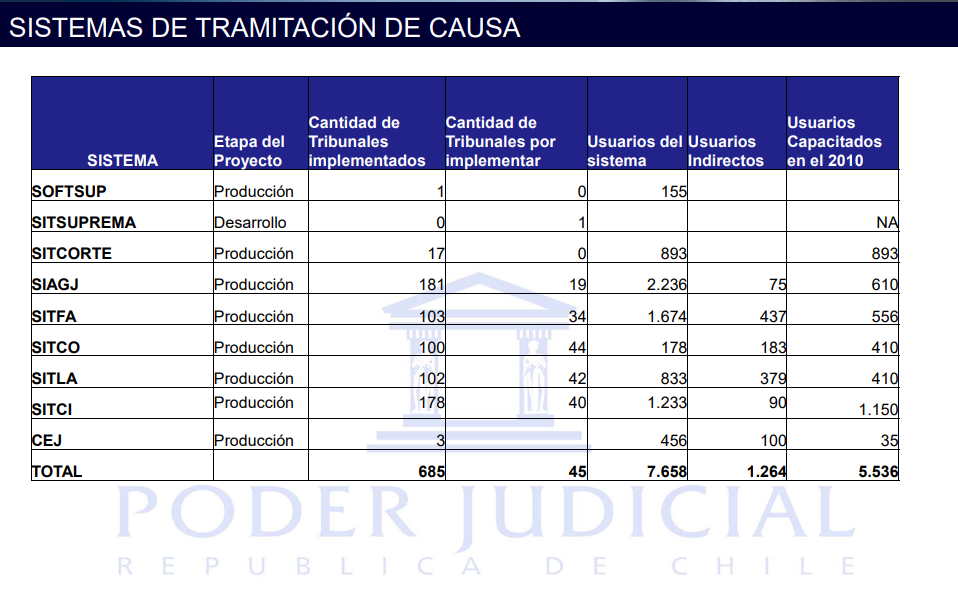 SISTEMAS DE TRAMITACIÓN DE CAUSA
SISTEMA Etapa del Proyecto Cantidad de Tribunales implementados Cantidad de Tribunales por implementar Usuarios del sistema Usuarios Indirectos Usuarios Capacitados en el 2010
SOFTSUP Producción 1 0 155
SITSUPREMA Desarrollo 0 1 NA
SITCORTE Producción 17 0 893 893
SIAGJ Producción 181 19 2.236 75 610
SITFA Producción 103 34 1.674 437 556
SITCO Producción 100 44 178 183 410
SITLA Producción 102 42 833 379 410
SITCI Producción 178 40 1.233 90 1.150
CEJ Producción 3 456 100 35
TOTAL 685 45 7.658 1.264 5.536
PODER JUDICIAL
REPUBLICA DE CHILE